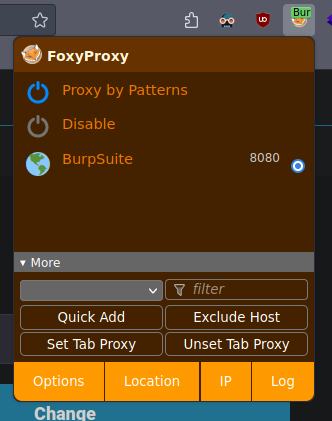 Bur
FoxyProxy
Proxy by Patterns
Disable
BurpSuite 8080
▾ More
filter
Quick Add Exclude Host
Set Tab Proxy Unset Tab Proxy
Options Location IP Log
Change